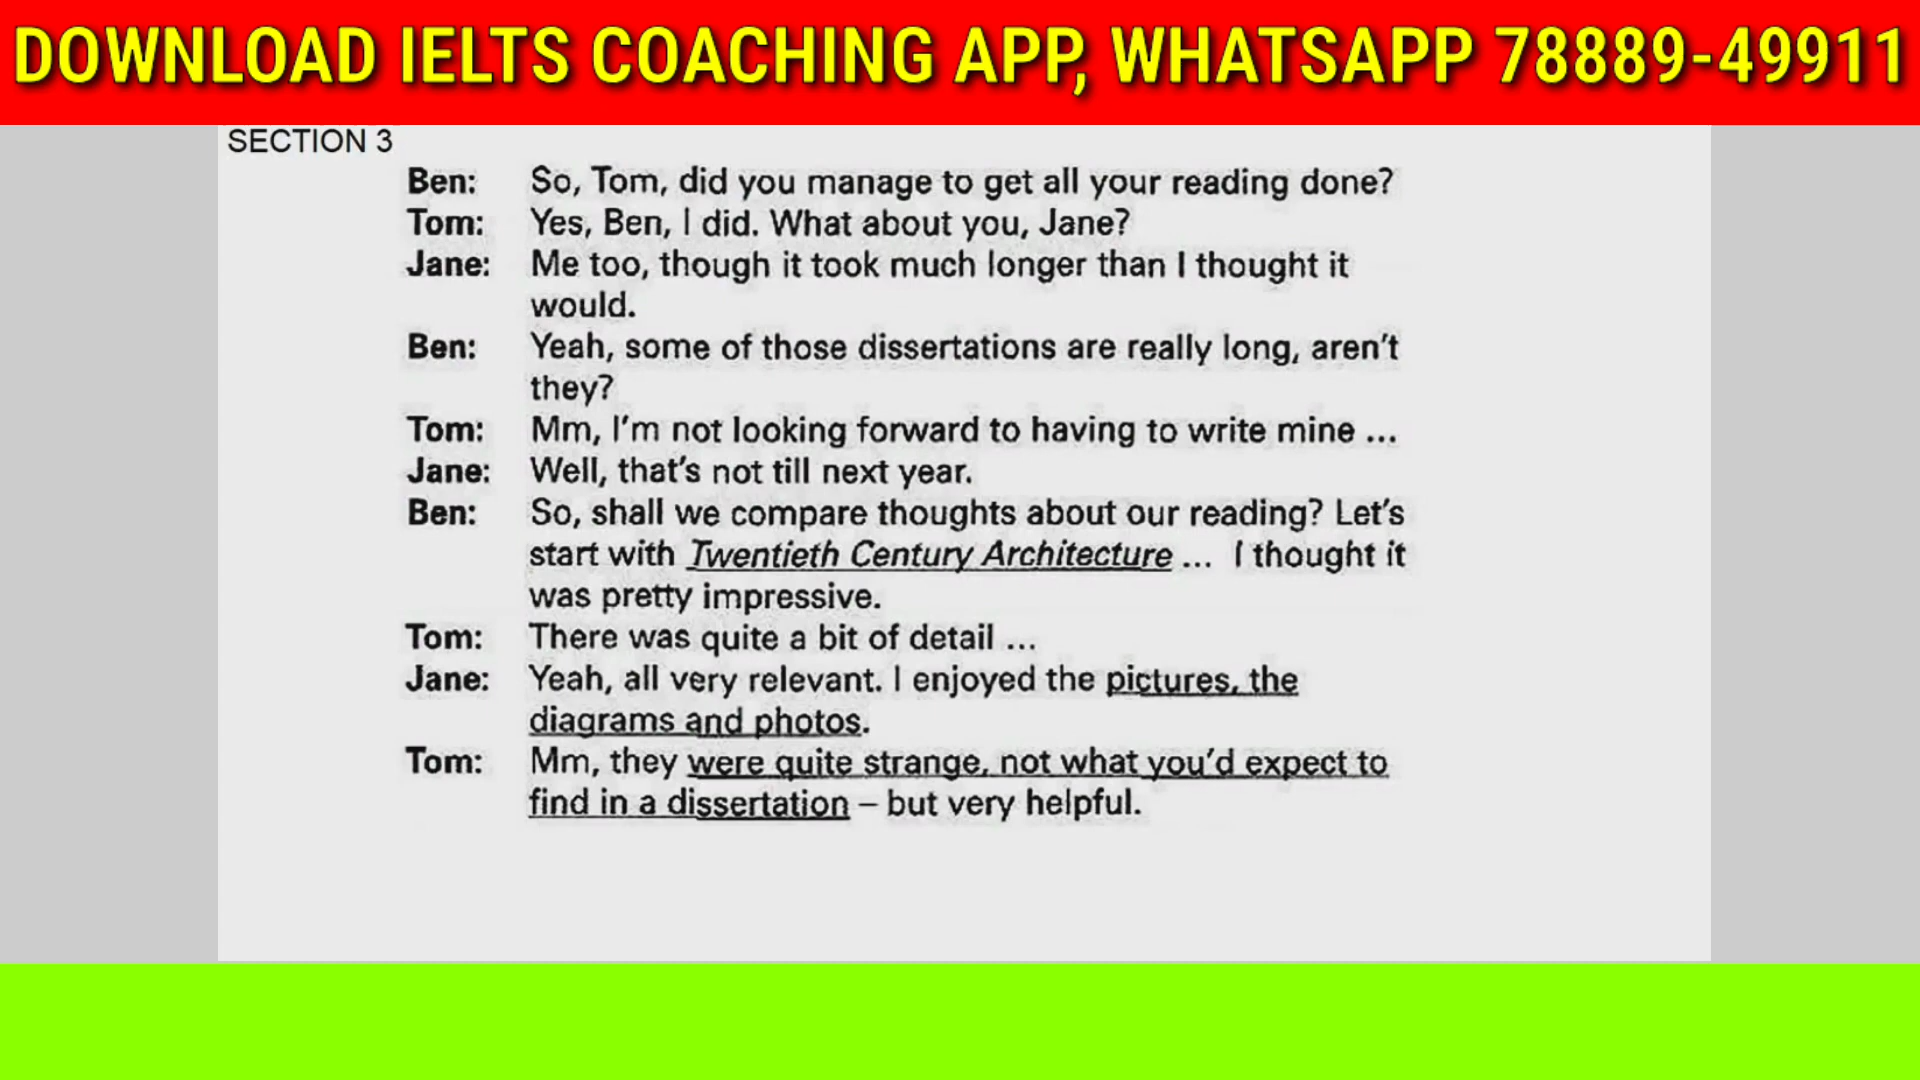 DOWNLOAD IELTS COACHING APP, WHATSAPP 78889-49911
SECTION 3
Ben: So, Tom, did you manage to get all your reading done?
Tom: Yes, Ben, I did. What about you, Jane?
Jane: Me too, though it took much longer than I thought it
would.
Ben: Yeah, some of those dissertations are really long, aren't
they?
Tom: Mm, I'm not looking forward to having to write mine ...
Jane: Well, that's not till next year.
Ben: So, shall we compare thoughts about our reading? Let's
start with Twentieth Century Architecture ... I thought it
was pretty impressive.
Tom: There was quite a bit of detail ...
Jane: Yeah, all very relevant. I enjoyed the pictures, the
diagrams and photos.
Tom: Mm, they were quite strange, not what you'd expect to
find in a dissertation – but very helpful.